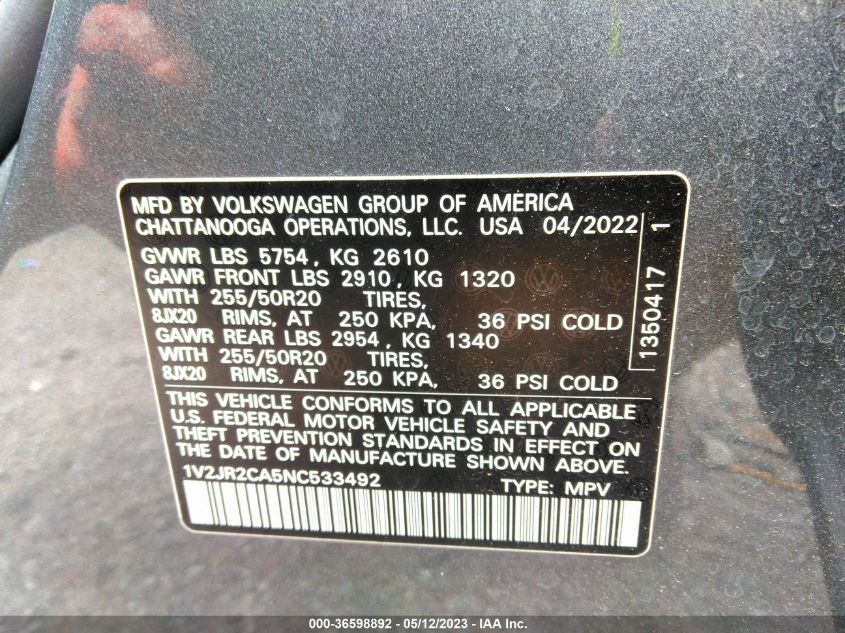 MFD BY VOLKSWAGEN GROUP OF AMERICA
CHATTANOOGA OPERATIONS, LLC. USA 04/2022
GVWR LBS 5754, KG 2610
GAWR FRONT LBS 2910, KG 1320
WITH 255/50R20 TIRES,
8JX20 RIMS, AT 250 KPA, 36 PSI COLD
GAWR REAR LBS 2954, KG 1340
WITH 255/50R20 TIRES,
8JX20 RIMS, AT 250 KPA, 36 PSI COLD
1350417 1
THIS VEHICLE CONFORMS TO ALL APPLICABLE
U.S. FEDERAL MOTOR VEHICLE SAFETY AND
THEFT PREVENTION STANDARDS IN EFFECT ON
THE DATE OF MANUFACTURE SHOWN ABOVE.
1V2JR2CA5NC533492 TYPE: MPV
000-36598892 - 05/12/2023 - IAA Inc.